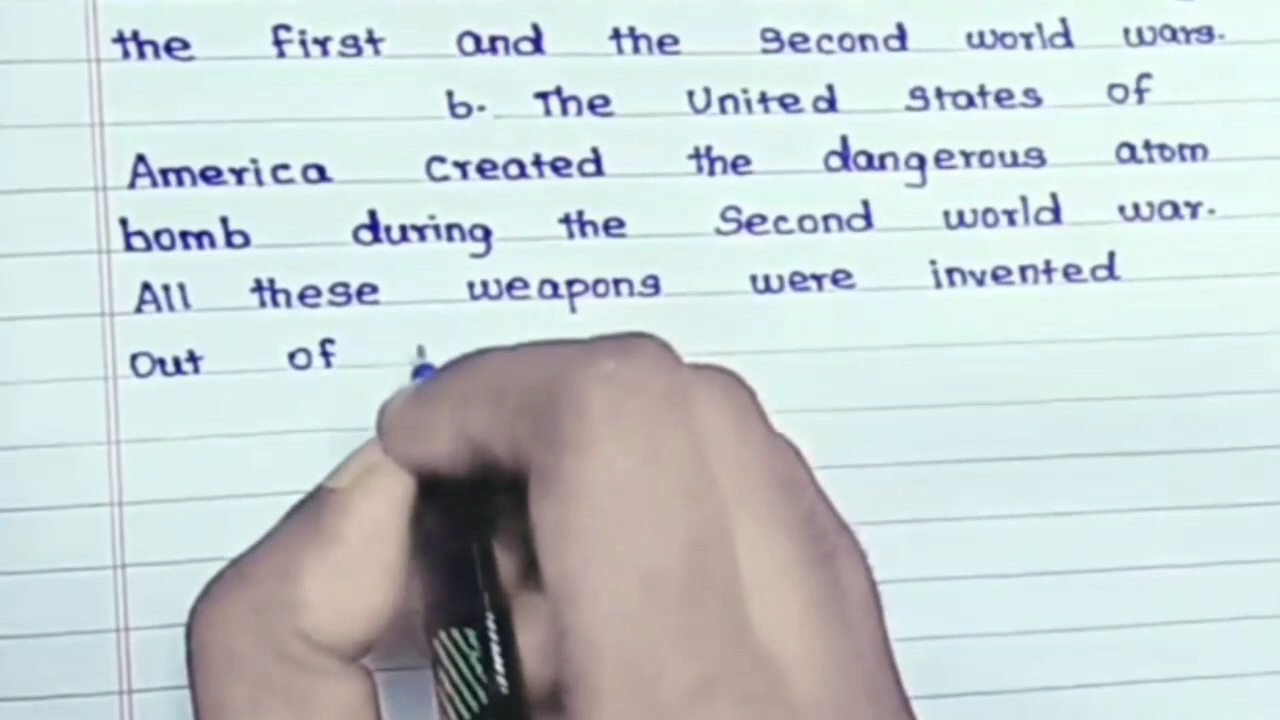 the first and the second world wars.
b. The United states of
America created the dangerous atom
bomb during the Second world war.
All these weapons were invented
Out of